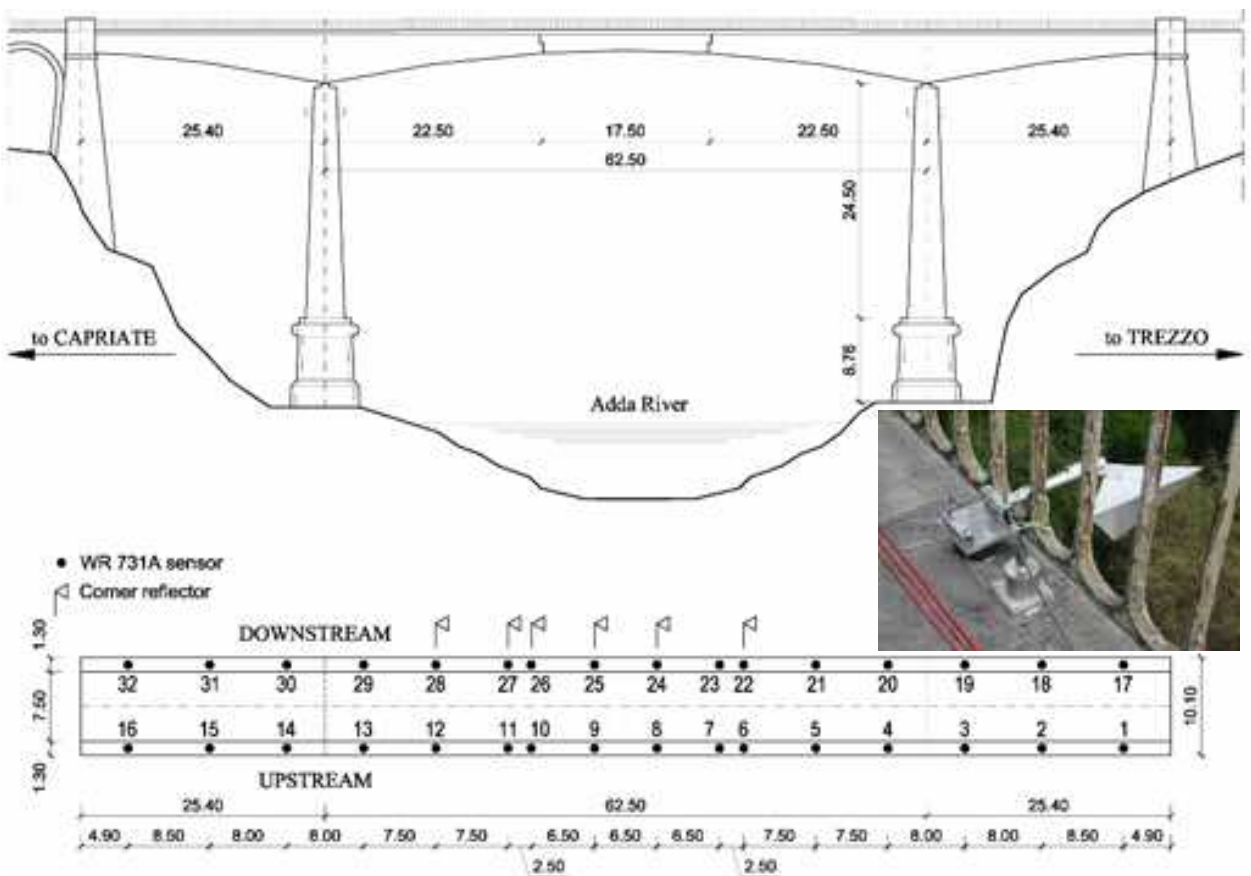 25.40 22.50 17.50 22.50 25.40
62.50
24.50
to CAPRIATE
to TREZZO
8.76
Adda River
WR 731A sensor
Corner reflector
1.30
DOWNSTREAM
32 31 30 29 28 27 26 25 24 23 22 21 20 19 18 17
7.50
10.10
16 15 14 13 12 11 10 9 8 7 6 5 4 3 2 1
1.30
UPSTREAM
25.40 62.50 25.40
4.90 8.50 8.00 8.00 7.50 7.50 6.50 6.50 6.50 7.50 7.50 8.00 8.00 8.50 4.90
2.50 2.50